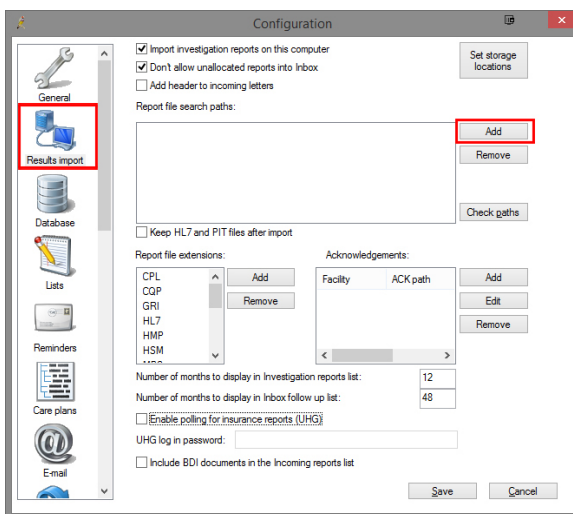 Configuration
General
Results import
Database
Lists
Reminders
Care plans
E-mail
Import investigation reports on this computer
Don't allow unallocated reports into Inbox
Add header to incoming letters
Set storage
locations
Report file search paths:
Add
Remove
Check paths
Keep HL7 and PIT files after import
Report file extensions:
CPL
CQP
GRI
HL7
HMP
HSM
Add
Remove
Acknowledgements:
Facility ACK path
Add
Edit
Remove
Number of months to display in Investigation reports list: 12
Number of months to display in Inbox follow up list: 48
Enable polling for insurance reports (UHG)
UHG log in password:
Include BDI documents in the Incoming reports list
Save Cancel